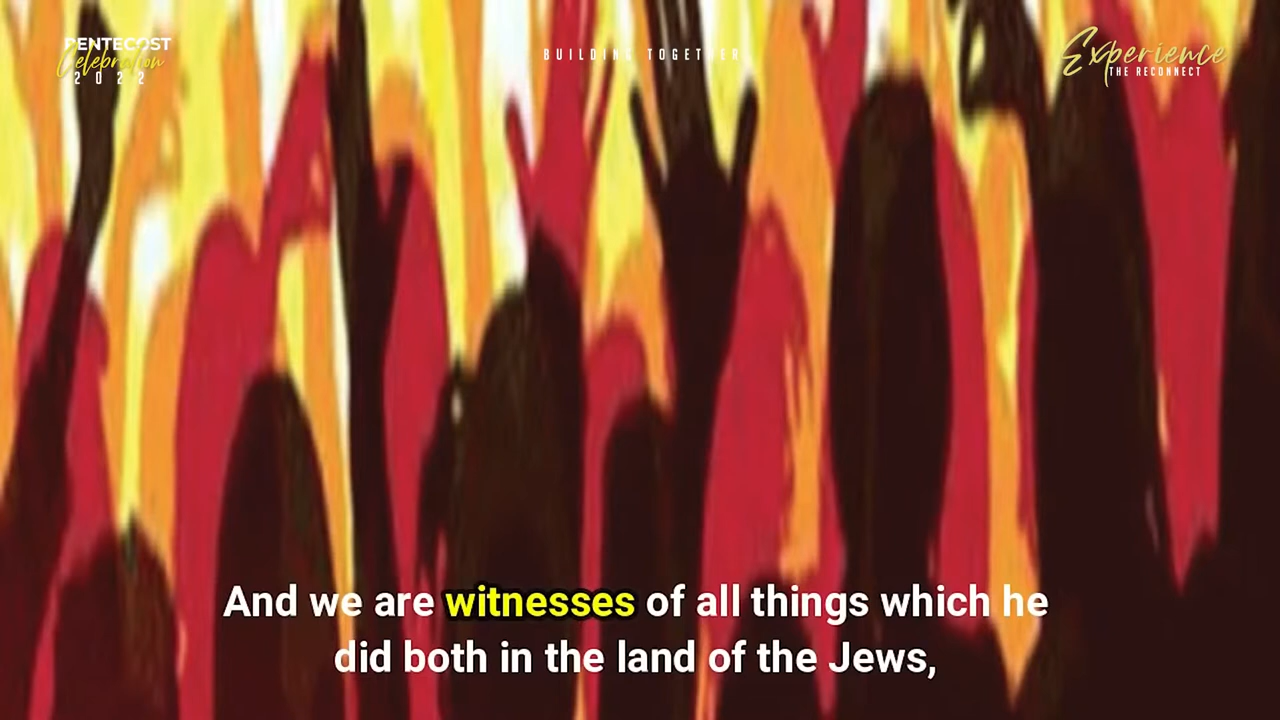 PENTECOST
Celebration
2022
BUILDING TOGETHER
Experience
THE RECONNECT
And we are witnesses of all things which he
did both in the land of the Jews,